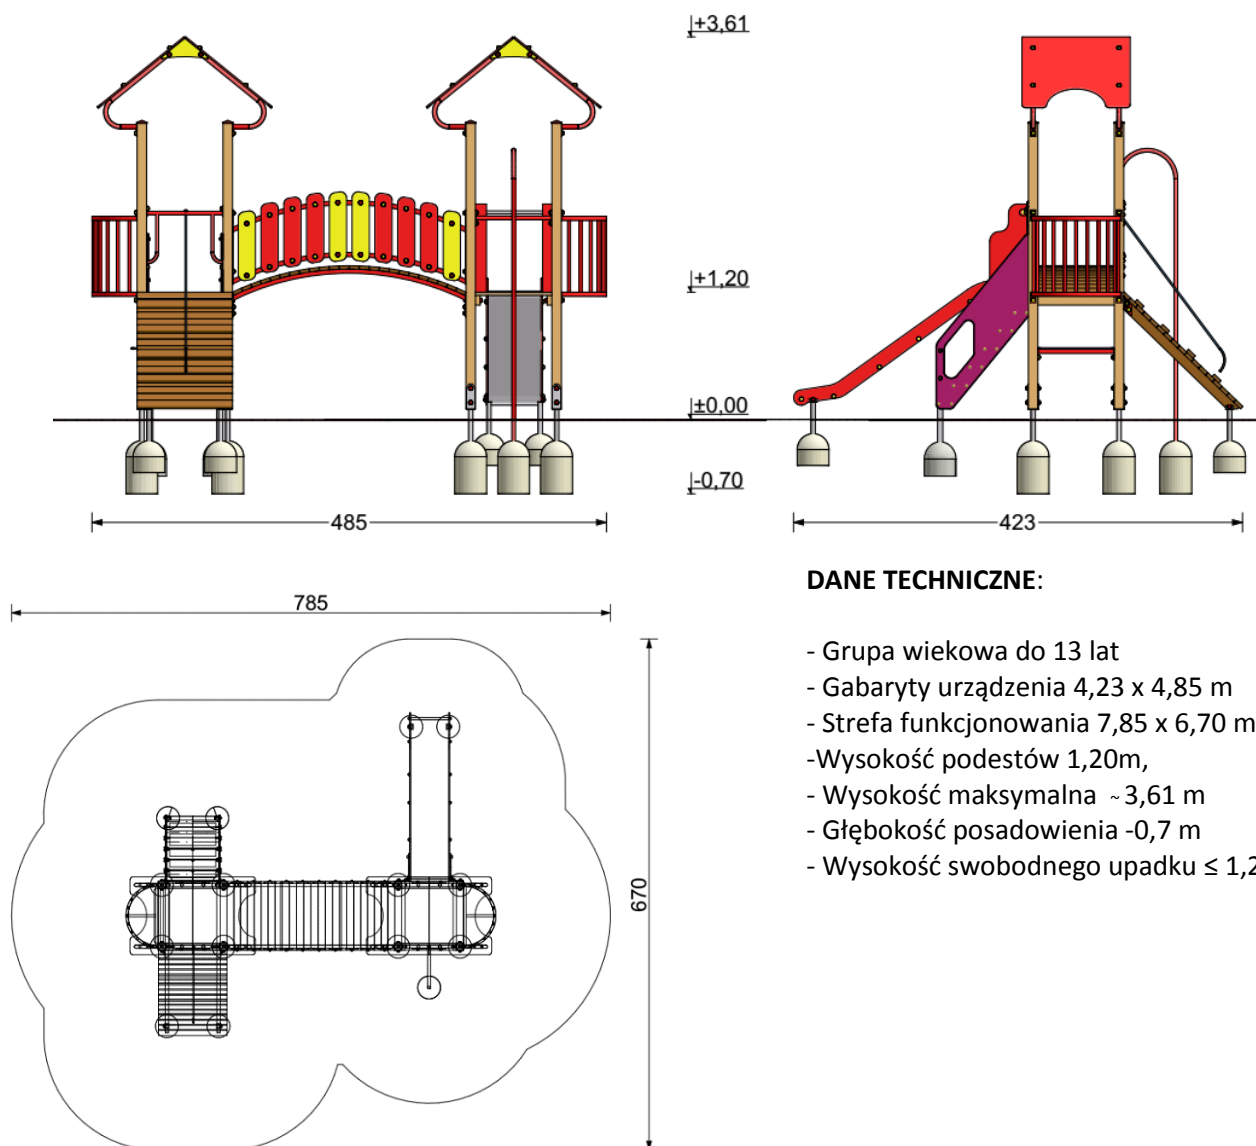 +3,61
+1,20
±0,00
-0,70
485
423
DANE TECHNICZNE:
785
- Grupa wiekowa do 13 lat
- Gabaryty urządzenia 4,23 x 4,85 m
- Strefa funkcjonowania 7,85 x 6,70 m
-Wysokość podestów 1,20m,
- Wysokość maksymalna ~ 3,61 m
- Głębokość posadowienia -0,7 m
- Wysokość swobodnego upadku ≤ 1,2
670